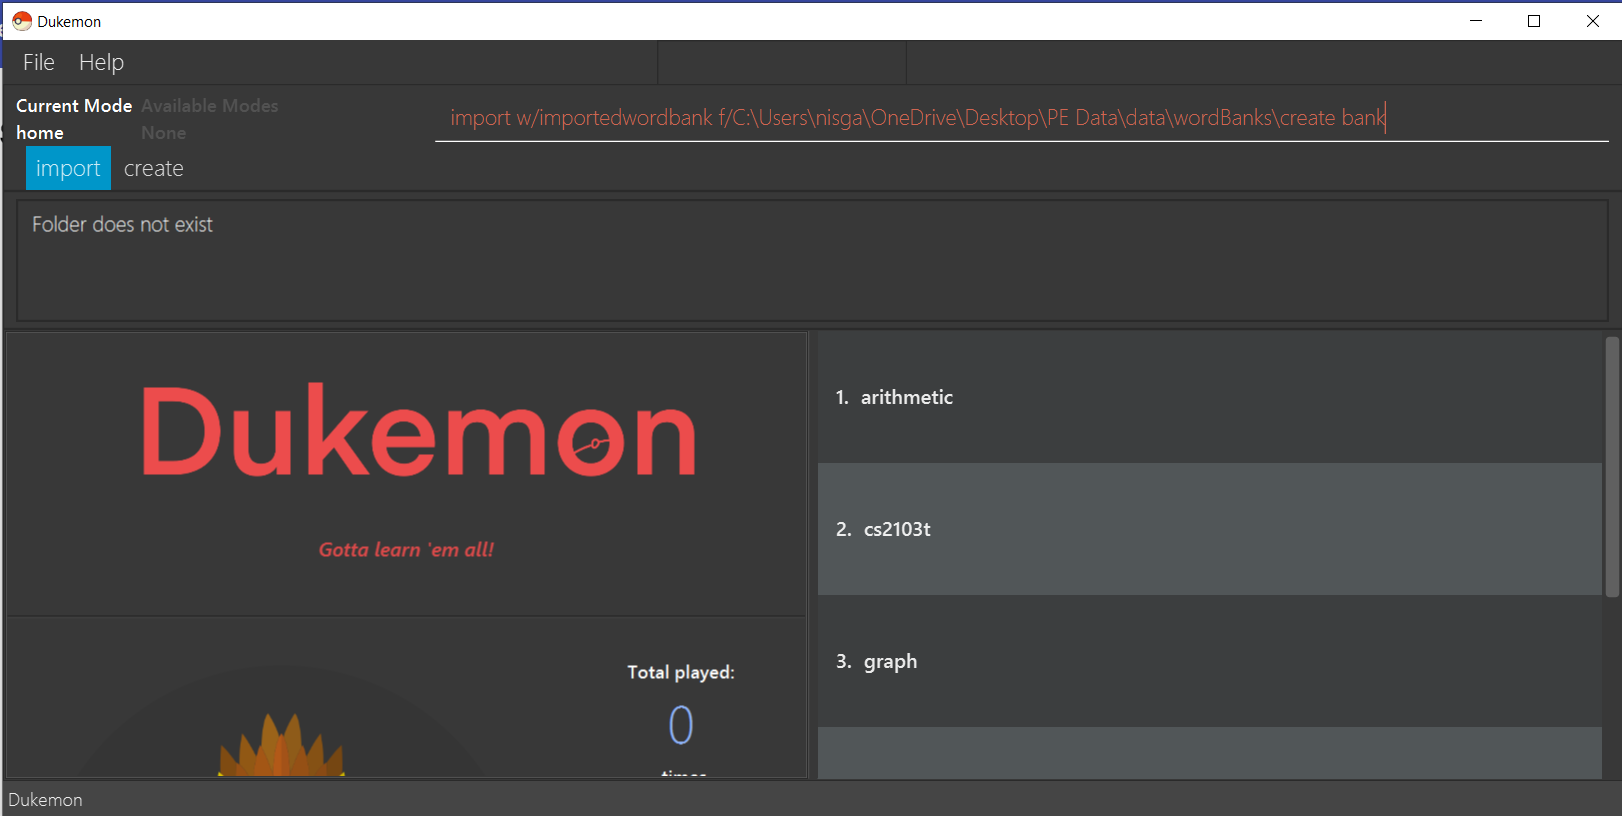 Dukemon
File Help
Current Mode Available Modes
home None
import w/importedwordbank f/C:\Users\nisga\OneDrive\Desktop\PE Data\data\wordBanks\create bank
import create
Folder does not exist
Dukemon
Gotta learn 'em all!
Total played:
0
1. arithmetic
2. cs2103t
3. graph
Dukemon